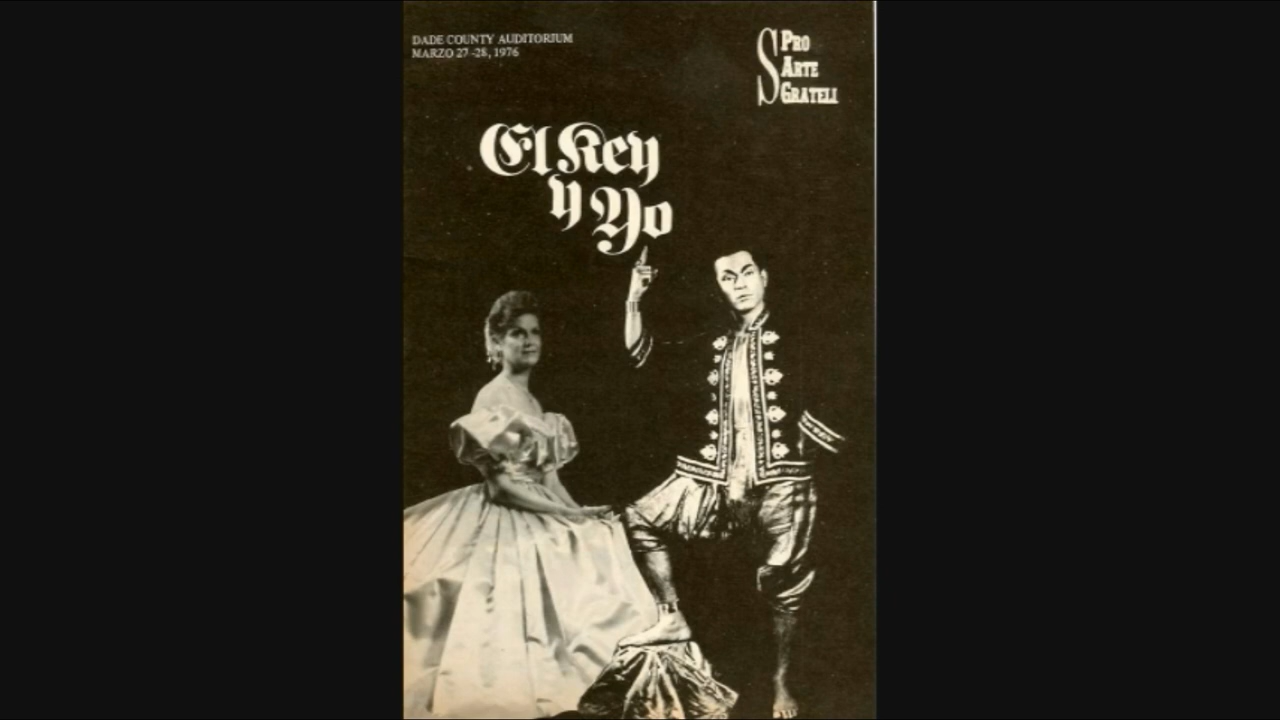 DADE COUNTY AUDITORIUM
MARZO 27-28, 1976
PRO
ARTE
GRATELI
El Rey
y Yo